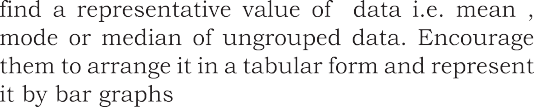 find a representative value of data i.e. mean ,
mode or median of ungrouped data. Encourage
them to arrange it in a tabular form and represent
it by bar graphs